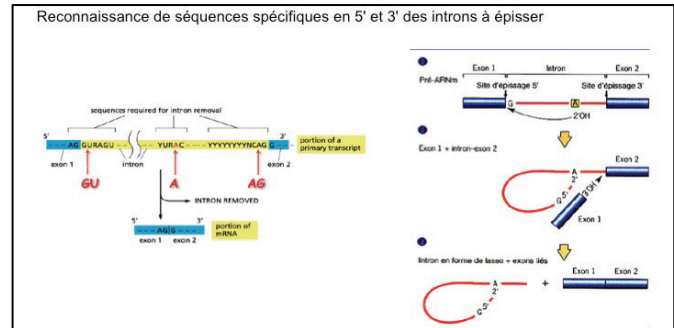 Reconnaissance de séquences spécifiques en 5' et 3' des introns à épisser
sequences required for intron removal
5' 3'
--- AG GURAGU --- --- YURAC --- YYYYYYYYNCAG G ---
portion of a
primary transcript
exon 1 intron exon 2
GU A AG
INTRON REMOVED
5' 3'
--- AG|G ---
portion of
mRNA
exon 1 exon 2
1
Exon 1 Intron Exon 2
Pré-ARNm
Site d'épissage 5' Site d'épissage 3'
G A
2'OH
2
Exon 1 + intron-exon 2
Exon 2
A
2'
G 5' 3'OH
Exon 1
3
Intron en forme de lasso + exons liés
Exon 1 Exon 2
A
2'
+
G 5'